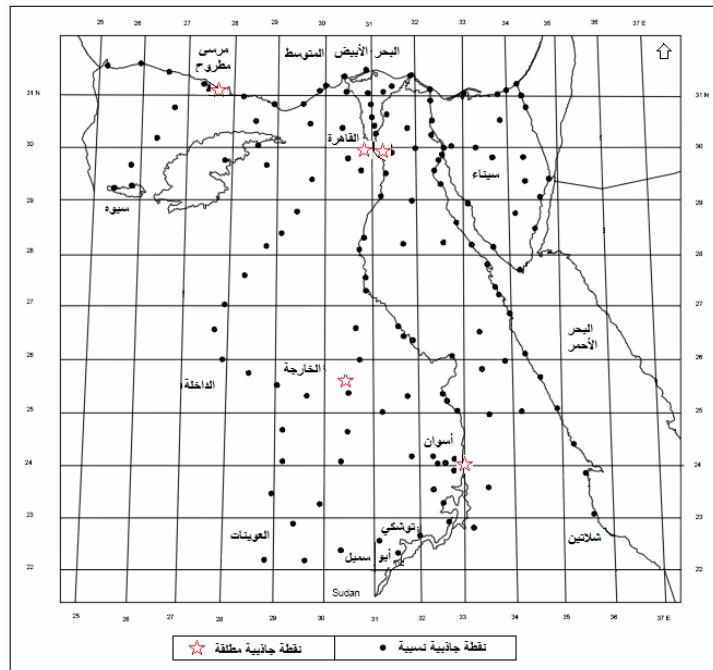 25 26 27 28 29 30 31 32 33 34 35 36 37 E
مرسى
مطروح
البحر الأبيض المتوسط
31 N
31 N
30
القاهرة
30
سيناء
29
29
سيوه
28
28
27
27
البحر
الأحمر
26
26
الخارجة
الداخلة
25
25
أسوان
24
24
23
23
توشكي
العوينات
شلاتين
أبو سمبل
22
22
Sudan
25 26 27 28 29 30 31 32 33 34 35 36 37 E
نقطة جاذبية مطلقة
نقطة جاذبية نسبية